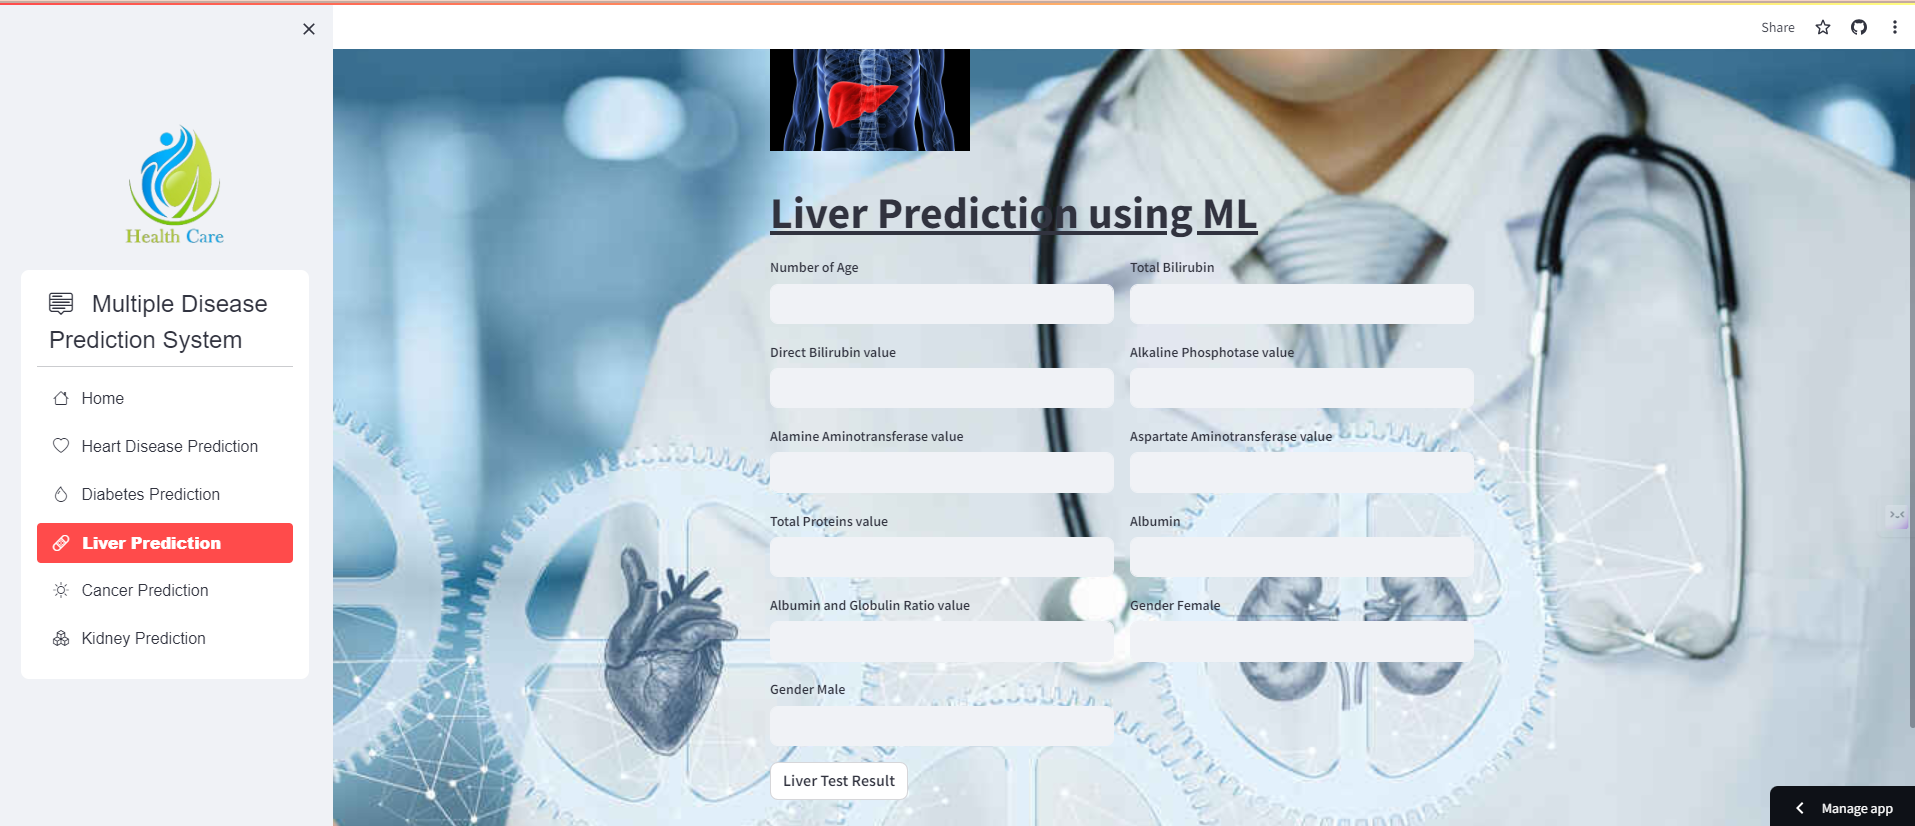 Share
Health Care
Multiple Disease
Prediction System
Home
Heart Disease Prediction
Diabetes Prediction
Liver Prediction
Cancer Prediction
Kidney Prediction
Liver Prediction using ML
Number of Age
Total Bilirubin
Direct Bilirubin value
Alkaline Phosphotase value
Alamine Aminotransferase value
Aspartate Aminotransferase value
Total Proteins value
Albumin
Albumin and Globulin Ratio value
Gender Female
Gender Male
Liver Test Result
Manage app